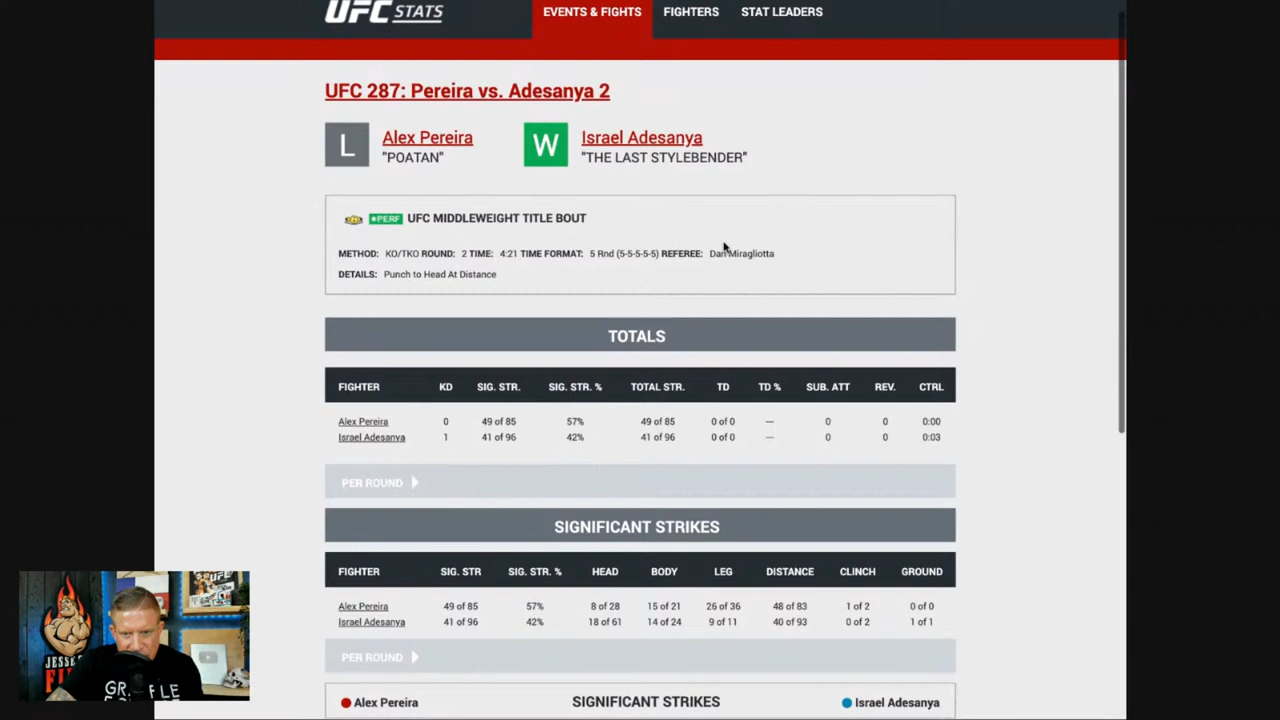 UFC STATS
EVENTS & FIGHTS FIGHTERS STAT LEADERS
UFC 287: Pereira vs. Adesanya 2
L Alex Pereira W Israel Adesanya
"POATAN" "THE LAST STYLEBENDER"
PERF UFC MIDDLEWEIGHT TITLE BOUT
METHOD: KO/TKO ROUND: 2 TIME: 4:21 TIME FORMAT: 5 Rnd (5-5-5-5-5) REFEREE: Dan Miragliotta
DETAILS: Punch to Head At Distance
TOTALS
FIGHTER KD SIG. STR. SIG. STR. % TOTAL STR. TD TD % SUB. ATT REV. CTRL
Alex Pereira 0 49 of 85 57% 49 of 85 0 of 0 --- 0 0 0:00
Israel Adesanya 1 41 of 96 42% 41 of 96 0 of 0 --- 0 0 0:03
PER ROUND
SIGNIFICANT STRIKES
FIGHTER SIG. STR SIG. STR. % HEAD BODY LEG DISTANCE CLINCH GROUND
Alex Pereira 49 of 85 57% 8 of 28 15 of 21 26 of 36 48 of 83 1 of 2 0 of 0
Israel Adesanya 41 of 96 42% 18 of 61 14 of 24 9 of 11 40 of 93 0 of 2 1 of 1
PER ROUND
Alex Pereira SIGNIFICANT STRIKES Israel Adesanya
UFC
JESSE